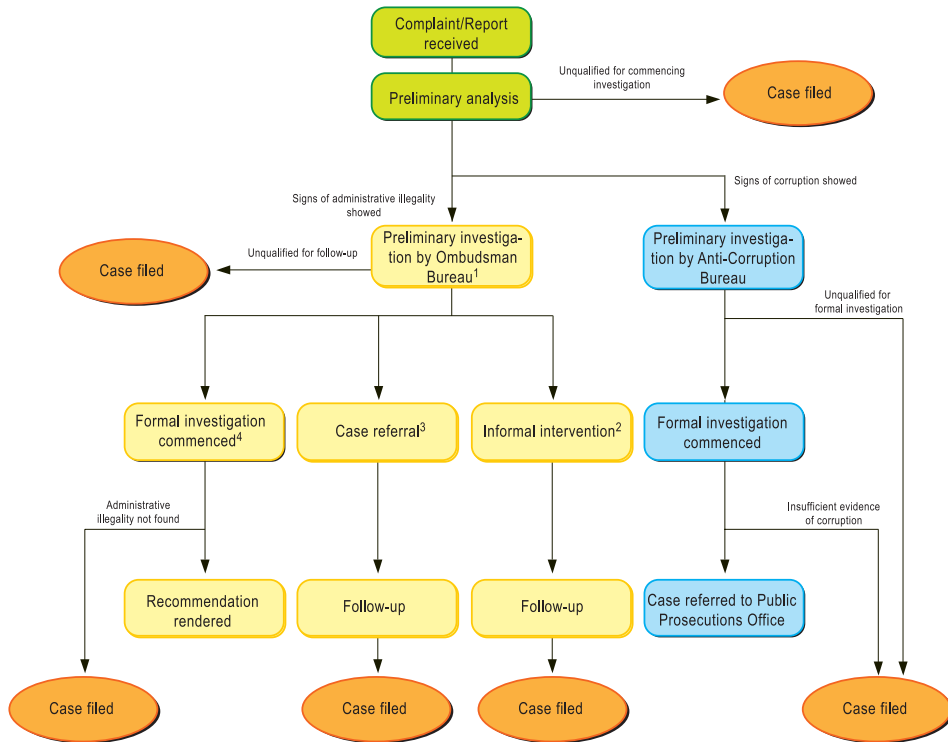 Complaint/Report
received
Preliminary analysis
Unqualified for commencing
investigation
Case filed
Signs of administrative illegality
showed
Signs of corruption showed
Preliminary investiga-
tion by Ombudsman
Bureau1
Unqualified for follow-up
Case filed
Preliminary investiga-
tion by Anti-Corruption
Bureau
Unqualified for
formal investigation
Formal investigation
commenced4
Case referral3
Informal intervention2
Formal investigation
commenced
Administrative
illegality not found
Insufficient evidence
of corruption
Recommendation
rendered
Follow-up
Follow-up
Case referred to Public
Prosecutions Office
Case filed
Case filed
Case filed
Case filed